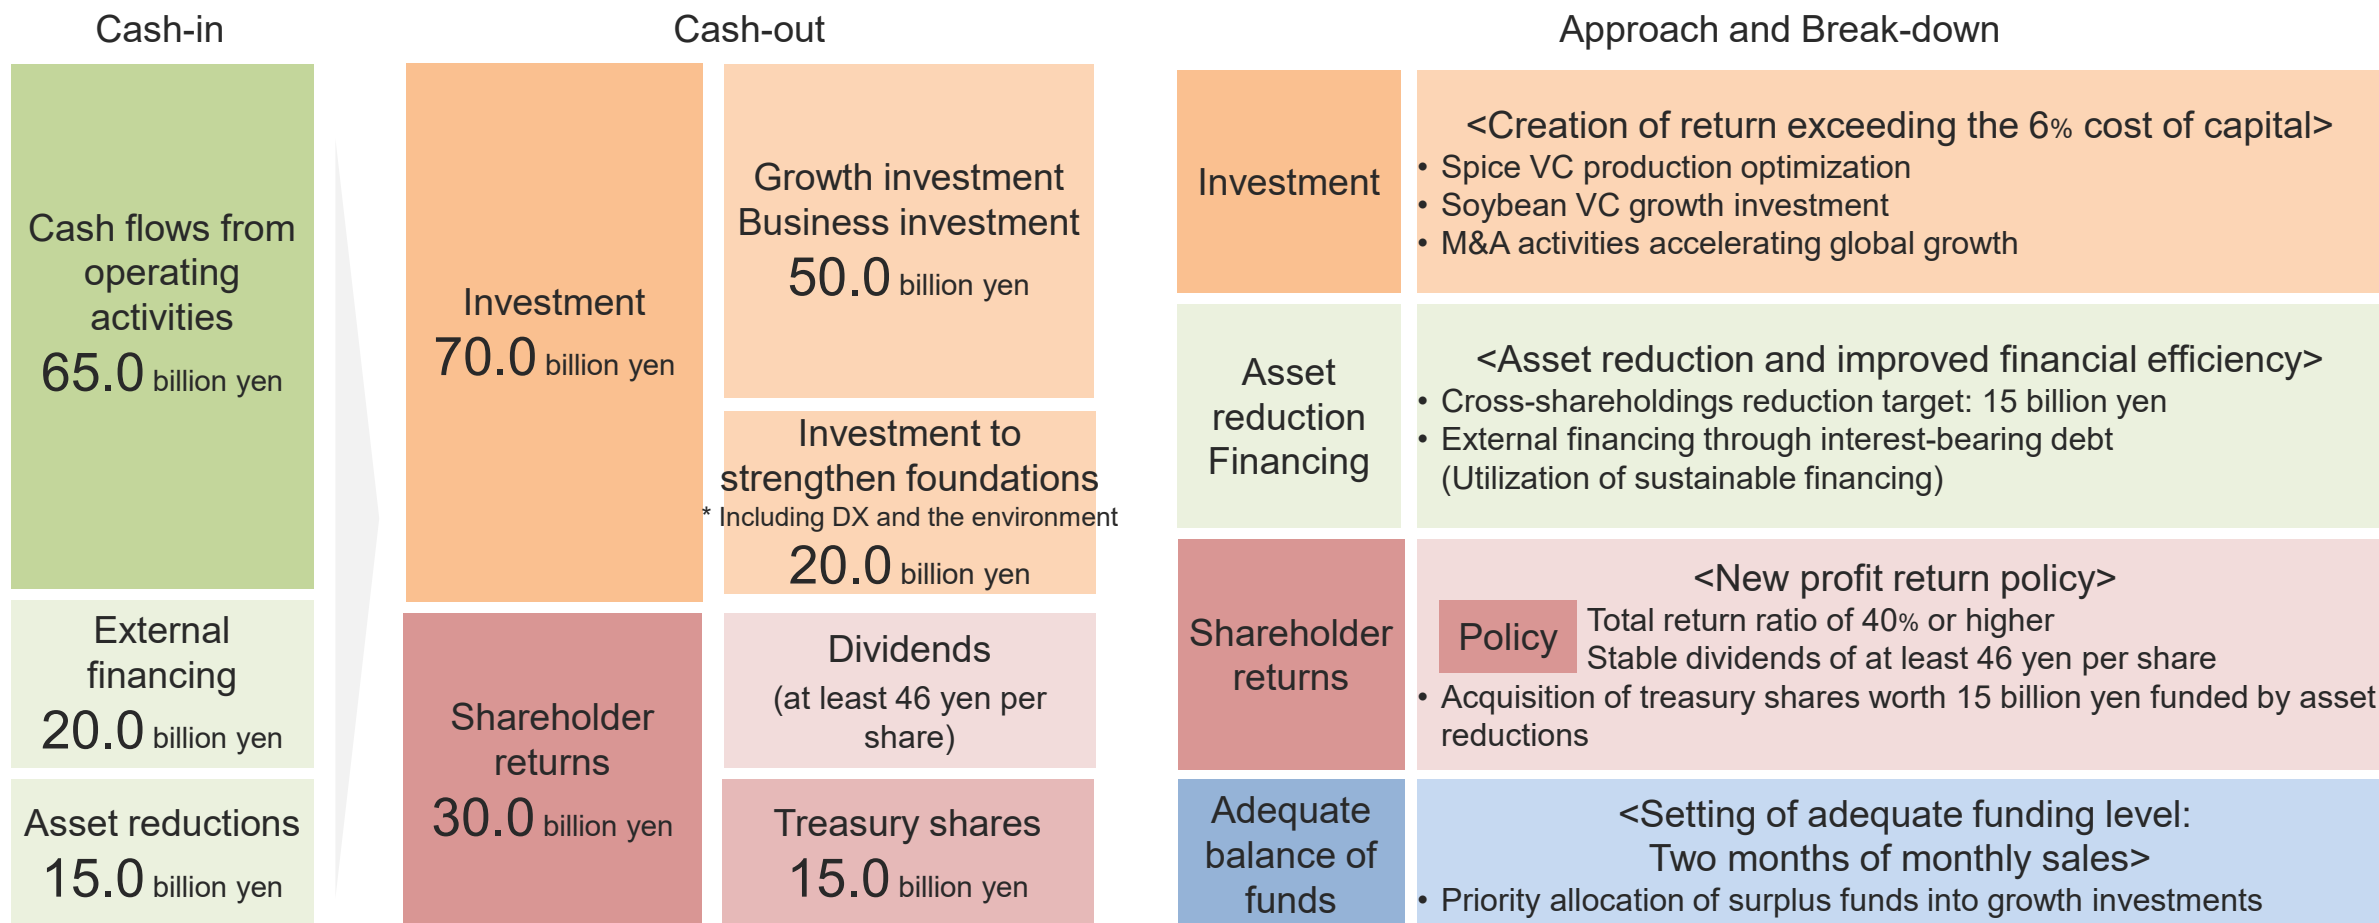 Cash-in
Cash flows from
operating
activities
65.0 billion yen
External
financing
20.0 billion yen
Asset reductions
15.0 billion yen
Cash-out
Investment
70.0 billion yen
Growth investment
Business investment
50.0 billion yen
Investment to
strengthen foundations
* Including DX and the environment
20.0 billion yen
Shareholder
returns
30.0 billion yen
Dividends
(at least 46 yen per
share)
Treasury shares
15.0 billion yen
Approach and Break-down
Investment
<Creation of return exceeding the 6% cost of capital>
• Spice VC production optimization
• Soybean VC growth investment
• M&A activities accelerating global growth
Asset
reduction
Financing
<Asset reduction and improved financial efficiency>
• Cross-shareholdings reduction target: 15 billion yen
• External financing through interest-bearing debt
(Utilization of sustainable financing)
Shareholder
returns
<New profit return policy>
Policy
Total return ratio of 40% or higher
Stable dividends of at least 46 yen per share
• Acquisition of treasury shares worth 15 billion yen funded by asset
reductions
Adequate
balance of
funds
<Setting of adequate funding level:
Two months of monthly sales>
• Priority allocation of surplus funds into growth investments